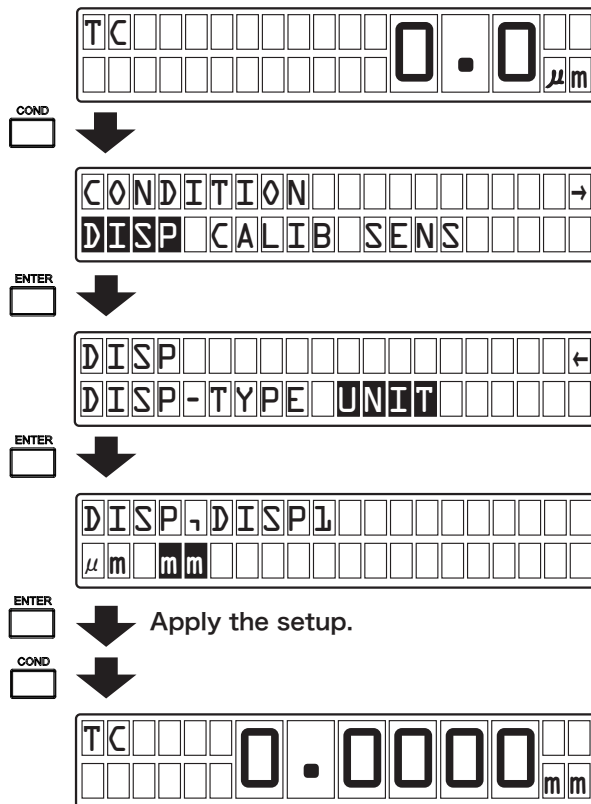 TC 0.0
μm
COND
CONDITION →
DISP CALIB SENS
ENTER
DISP ←
DISP-TYPE UNIT
ENTER
DISP,DISP1
μm mm
ENTER
Apply the setup.
COND
TC 0.0000
mm